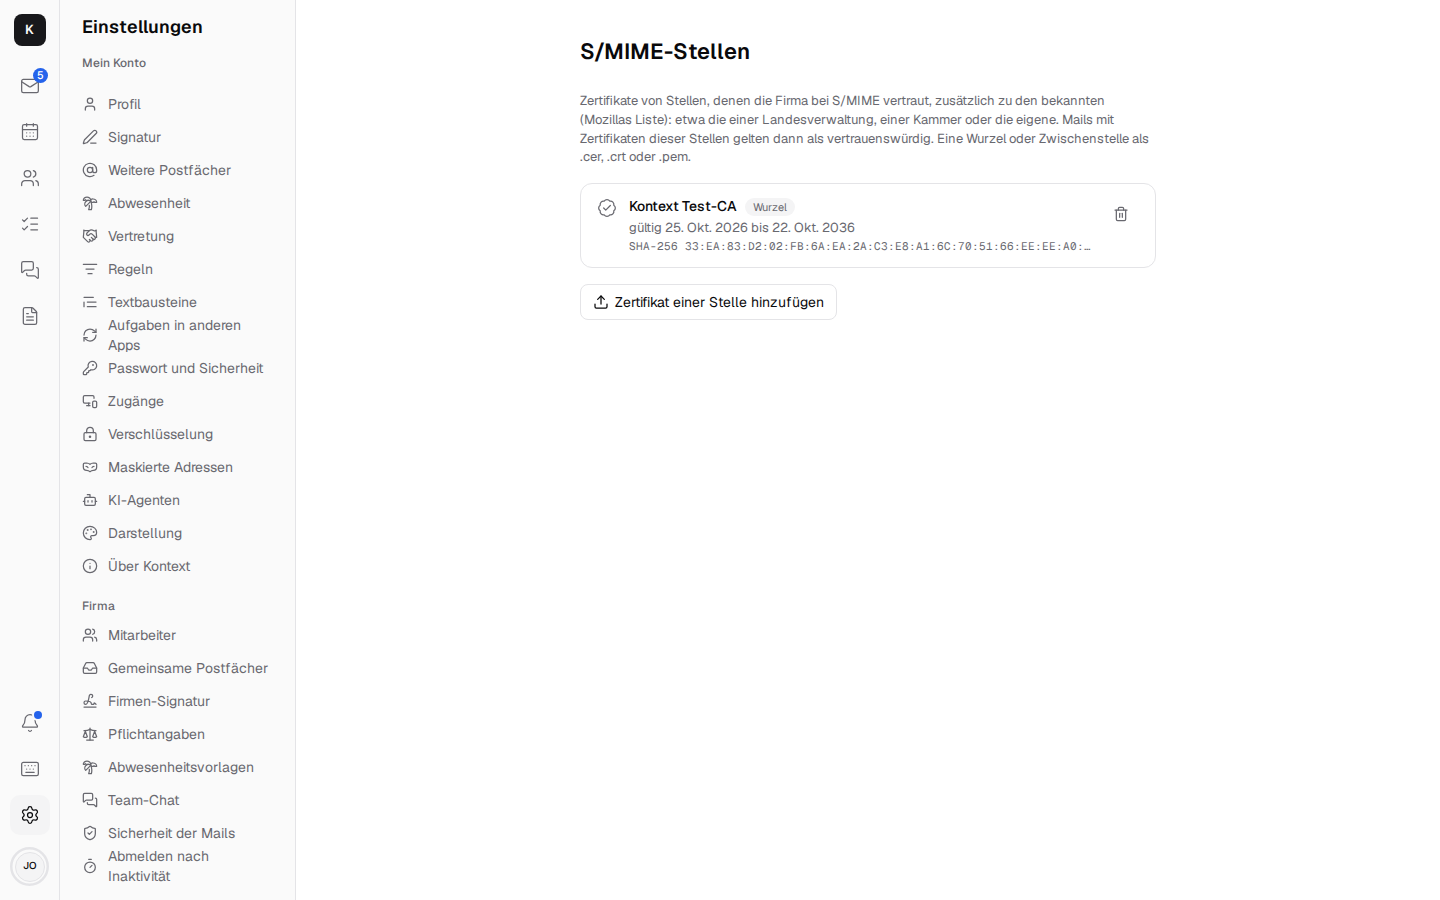 K
Einstellungen
Mein Konto
5
Profil
Signatur
Weitere Postfächer
Abwesenheit
Vertretung
Regeln
Textbausteine
Aufgaben in anderen
Apps
Passwort und Sicherheit
Zugänge
Verschlüsselung
Maskierte Adressen
KI-Agenten
Darstellung
Über Kontext
Firma
Mitarbeiter
Gemeinsame Postfächer
Firmen-Signatur
Pflichtangaben
Abwesenheitsvorlagen
Team-Chat
Sicherheit der Mails
Abmelden nach
Inaktivität
JO
S/MIME-Stellen
Zertifikate von Stellen, denen die Firma bei S/MIME vertraut, zusätzlich zu den bekannten
(Mozillas Liste): etwa die einer Landesverwaltung, einer Kammer oder die eigene. Mails mit
Zertifikaten dieser Stellen gelten dann als vertrauenswürdig. Eine Wurzel oder Zwischenstelle als
.cer, .crt oder .pem.
Kontext Test-CA Wurzel
gültig 25. Okt. 2026 bis 22. Okt. 2036
SHA-256 33:EA:83:D2:02:FB:6A:EA:2A:C3:E8:A1:6C:70:51:66:EE:EE:A0:…
Zertifikat einer Stelle hinzufügen